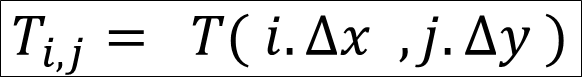 T_{i,j} = T( i.Δx ,j.Δy )